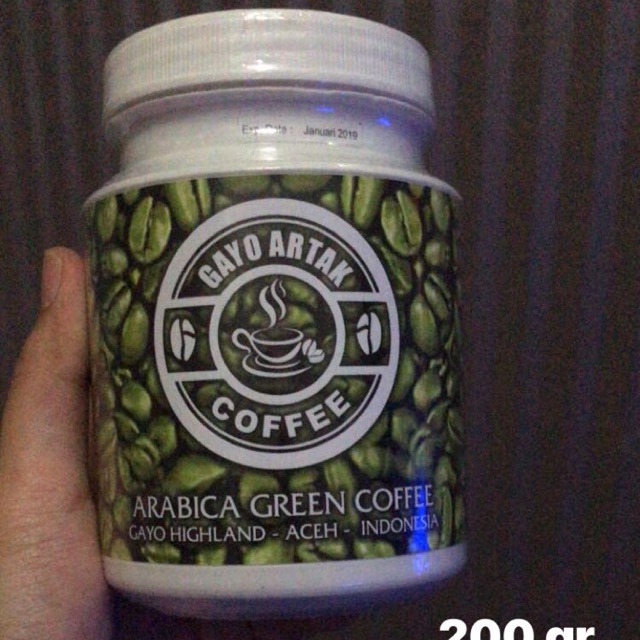 Exp. Date : Januari 2019
GAYO ARTAK
COFFEE
ARABICA GREEN COFFEE
GAYO HIGHLAND - ACEH - INDONESIA
200 gr